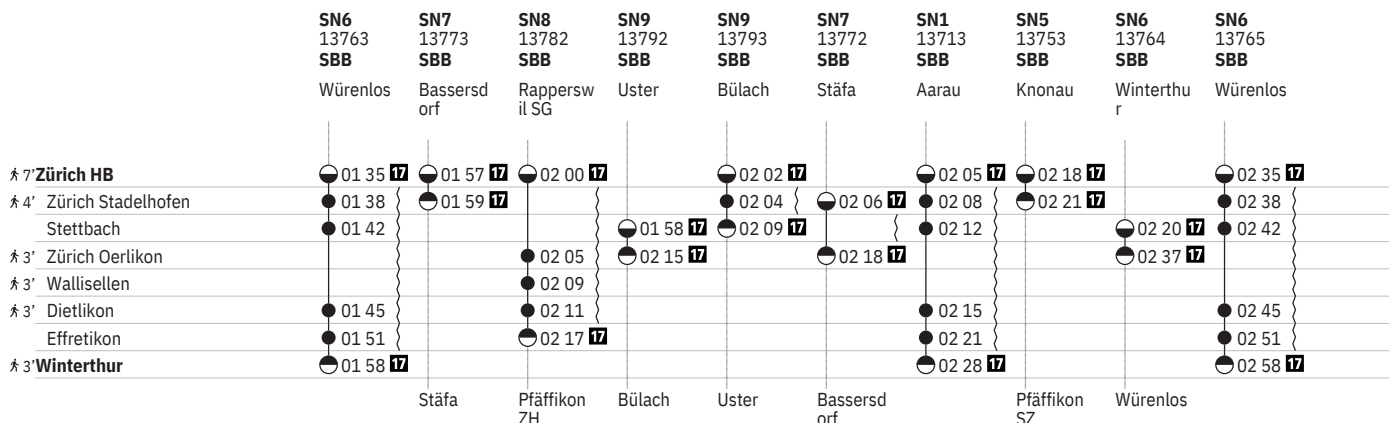 SN6 SN7 SN8 SN9 SN9 SN7 SN1 SN5 SN6 SN6
13763 13773 13782 13792 13793 13772 13713 13753 13764 13765
SBB SBB SBB SBB SBB SBB SBB SBB SBB SBB
Würenlos Bassersd Rappersw Uster Bülach Stäfa Aarau Knonau Winterthu Würenlos
orf il SG r
7' Zürich HB 01 35 17 01 57 17 02 00 17 02 02 17 02 05 17 02 18 17 02 35 17
4' Zürich Stadelhofen 01 38 01 59 17 02 04 02 06 17 02 08 02 21 17 02 38
Stettbach 01 42 01 58 17 02 09 17 02 12 02 20 17 02 42
3' Zürich Oerlikon 02 05 02 15 17 02 18 17 02 37 17
3' Wallisellen 02 09
3' Dietlikon 01 45 02 11 02 15 02 45
Effretikon 01 51 02 17 17 02 21 02 51
3' Winterthur 01 58 17 02 28 17 02 58 17
Stäfa Pfäffikon Bülach Uster Bassersd Pfäffikon Würenlos
ZH orf SZ